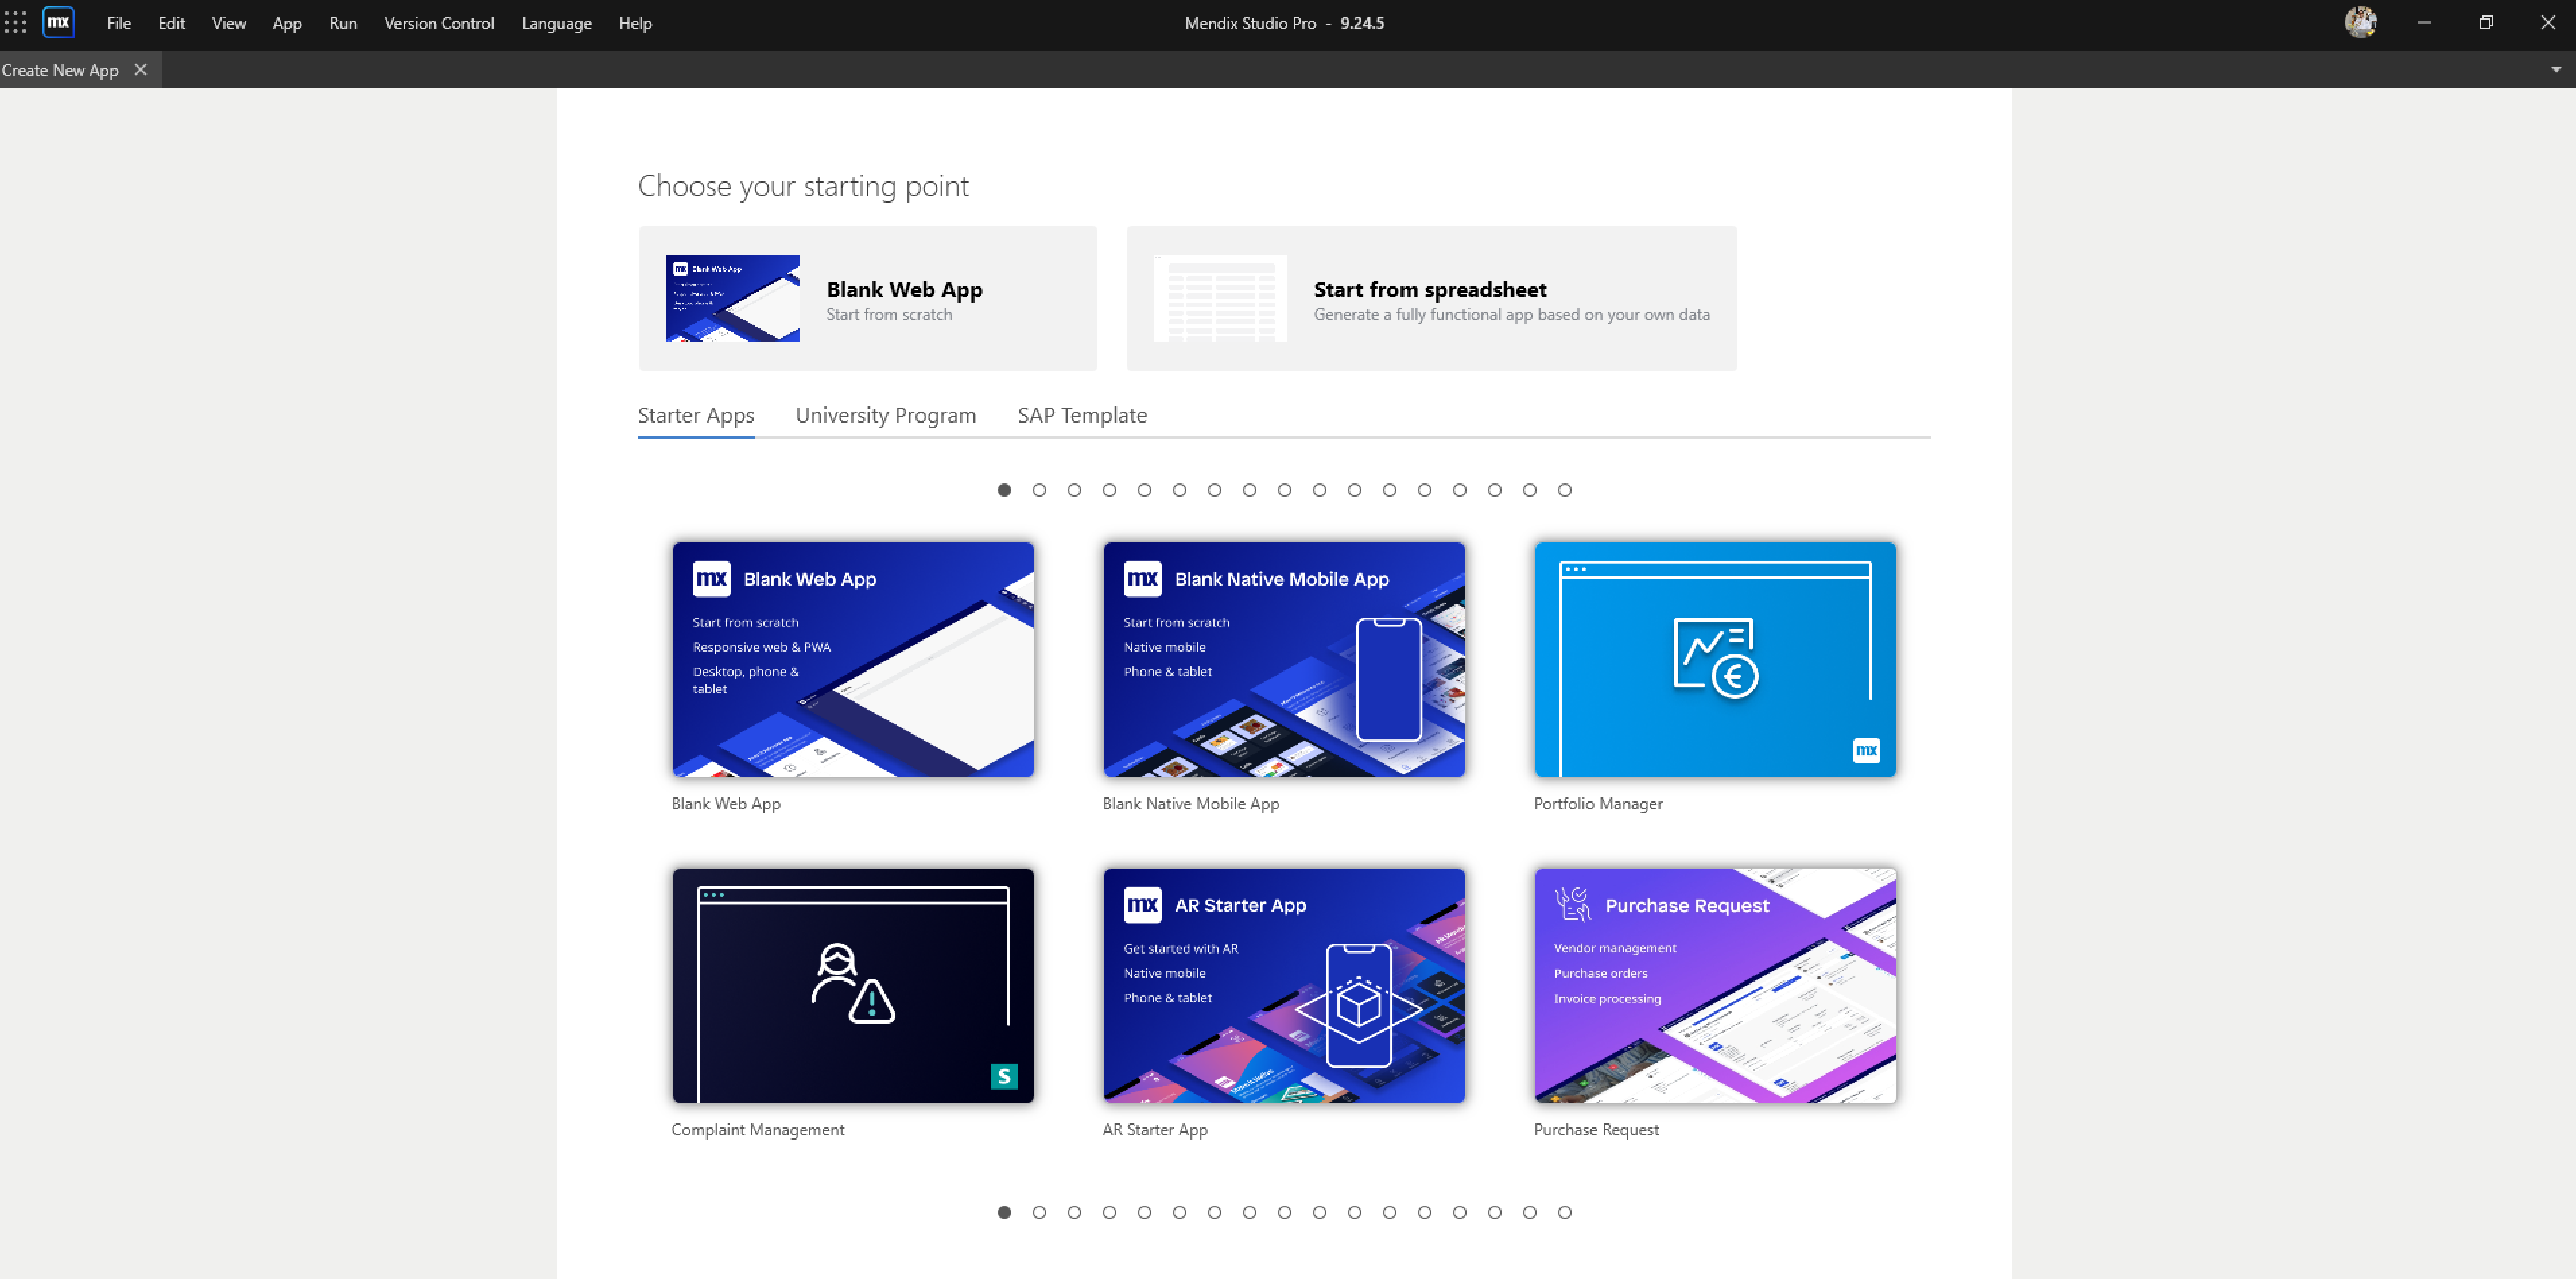 mx File Edit View App Run Version Control Language Help Mendix Studio Pro - 9.24.5
Create New App
Choose your starting point
mx Blank Web App
Blank Web App
Start from scratch
Start from spreadsheet
Generate a fully functional app based on your own data
Starter Apps University Program SAP Template
mx Blank Web App
Start from scratch
Responsive web & PWA
Desktop, phone &
tablet
Blank Web App
mx Blank Native Mobile App
Start from scratch
Native mobile
Phone & tablet
Blank Native Mobile App
€
mx
Portfolio Manager
S
Complaint Management
mx AR Starter App
Get started with AR
Native mobile
Phone & tablet
AR Starter App
Purchase Request
Vendor management
Purchase orders
Invoice processing
Purchase Request